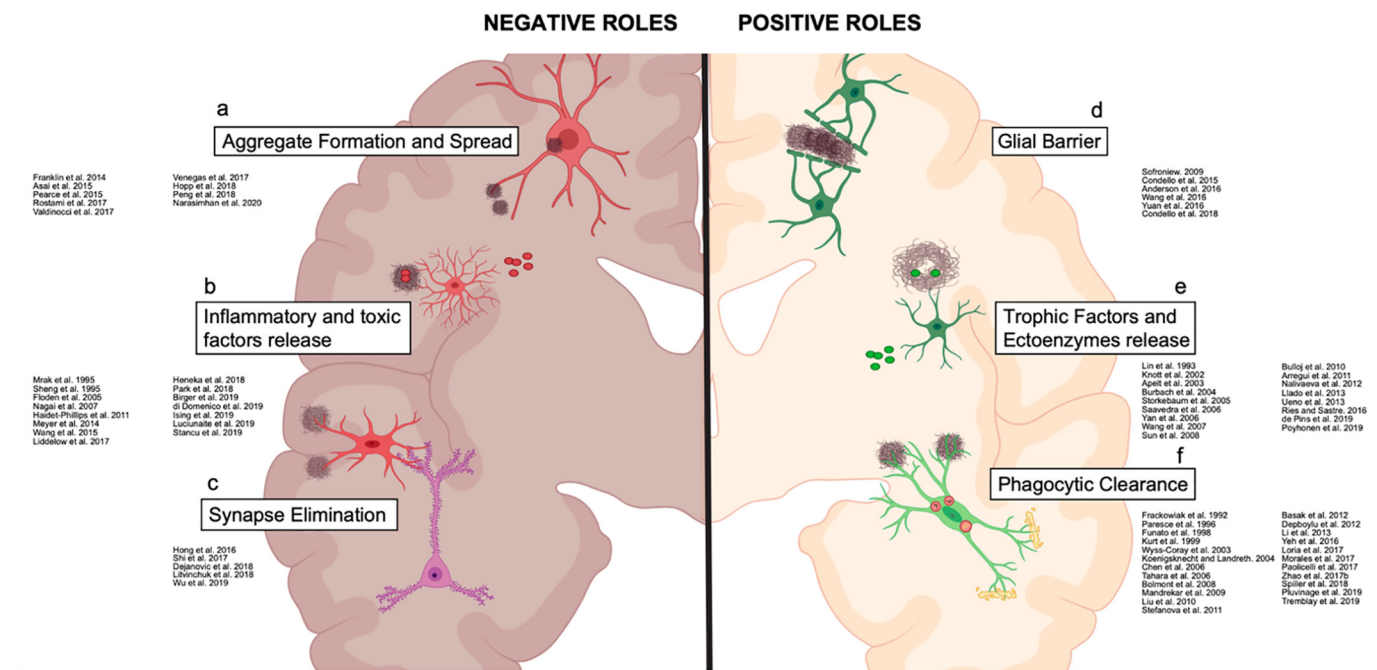 NEGATIVE ROLES
POSITIVE ROLES
a
Aggregate Formation and Spread
Franklin et al. 2014
Asai et al. 2015
Pearce et al. 2015
Rostami et al. 2017
Valdinocci et al. 2017
Venegas et al. 2017
Hopp et al. 2018
Peng et al. 2018
Narasimhan et al. 2020
b
Inflammatory and toxic
factors release
Mrak et al. 1995
Sheng et al. 1995
Floden et al. 2005
Nagai et al. 2007
Haidet-Phillips et al. 2011
Meyer et al. 2014
Wang et al. 2015
Liddelow et al. 2017
Heneka et al. 2018
Park et al. 2018
Birger et al. 2019
di Domenico et al. 2019
Ising et al. 2019
Luciunaite et al. 2019
Stancu et al. 2019
c
Synapse Elimination
Hong et al. 2016
Shi et al. 2017
Dejanovic et al. 2018
Litvinchuk et al. 2018
Wu et al. 2019
d
Glial Barrier
Sofroniew. 2009
Condello et al. 2015
Anderson et al. 2016
Wang et al. 2016
Yuan et al. 2016
Condello et al. 2018
e
Trophic Factors and
Ectoenzymes release
Lin et al. 1993
Knott et al. 2002
Apelt et al. 2003
Burbach et al. 2004
Storkebaum et al. 2005
Saavedra et al. 2006
Yan et al. 2006
Wang et al. 2007
Sun et al. 2008
Bulloj et al. 2010
Arregui et al. 2011
Nalivaeva et al. 2012
Llado et al. 2013
Ueno et al. 2013
Ries and Sastre. 2016
de Pins et al. 2019
Poyhonen et al. 2019
f
Phagocytic Clearance
Frackowiak et al. 1992
Paresce et al. 1996
Funato et al. 1998
Kurt et al. 1999
Wyss-Coray et al. 2003
Koenigsknecht and Landreth. 2004
Chen et al. 2006
Tahara et al. 2006
Bolmont et al. 2008
Mandrekar et al. 2009
Liu et al. 2010
Stefanova et al. 2011
Basak et al. 2012
Depboylu et al. 2012
Li et al. 2013
Yeh et al. 2016
Loria et al. 2017
Morales et al. 2017
Paolicelli et al. 2017
Zhao et al. 2017b
Spiller et al. 2018
Pluvinage et al. 2019
Tremblay et al. 2019